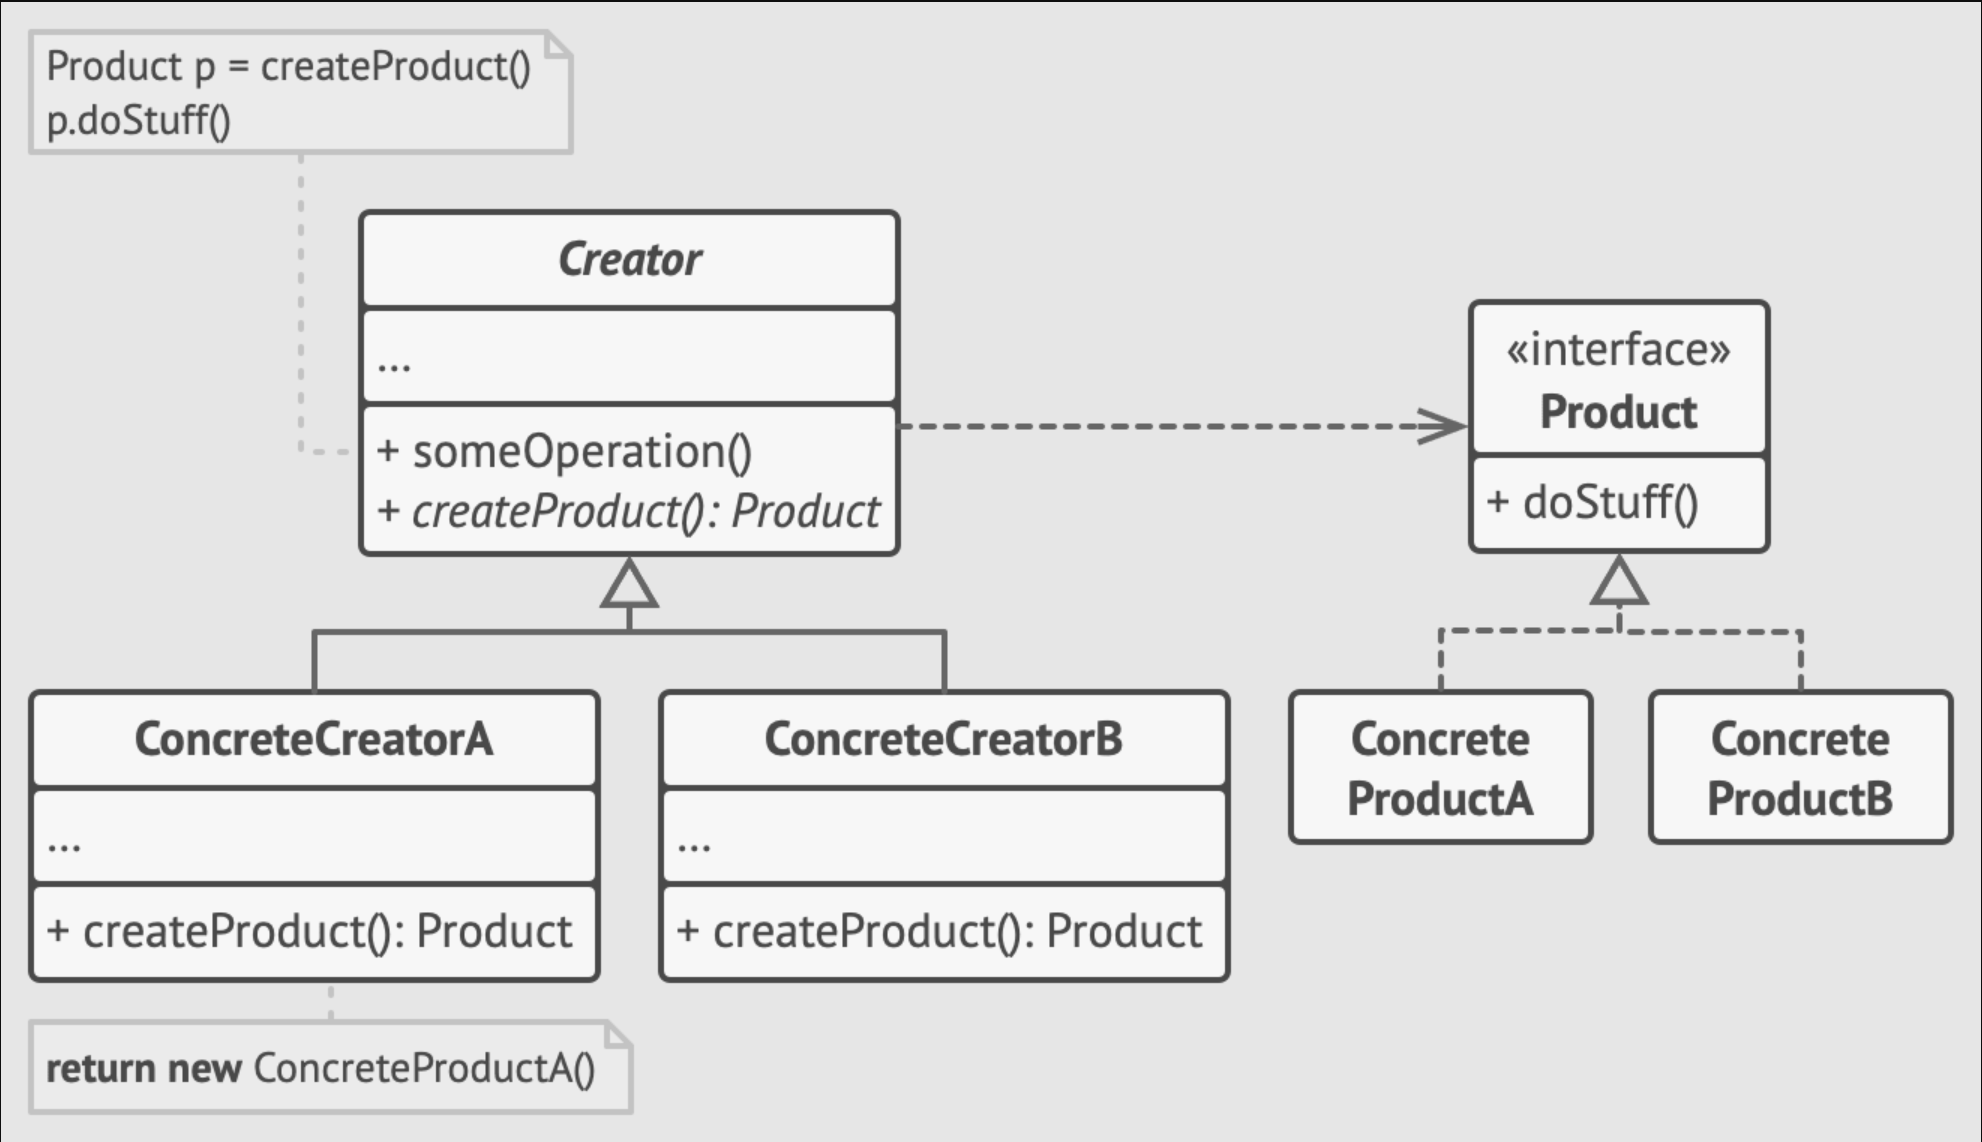 Product p = createProduct()
p.doStuff()
Creator
...
+ someOperation()
+ createProduct(): Product
«interface»
Product
+ doStuff()
ConcreteCreatorA
...
+ createProduct(): Product
ConcreteCreatorB
...
+ createProduct(): Product
Concrete
ProductA
Concrete
ProductB
return new ConcreteProductA()